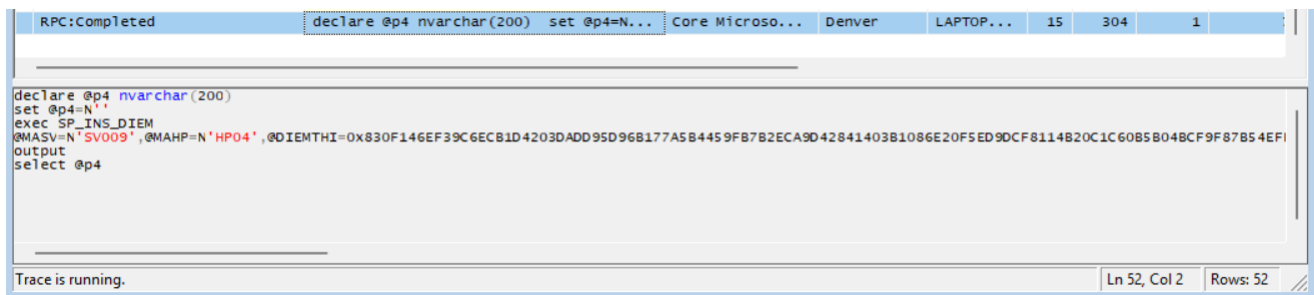 RPC:Completed declare @p4 nvarchar(200) set @p4=N... Core Microso... Denver LAPTOP... 15 304 1
declare @p4 nvarchar(200)
set @p4=N''
exec SP_INS_DIEM
@MASV=N'SV009',@MAHP=N'HP04',@DIEMTHI=0x830F146EF39C6ECB1D4203DADD95D96B177A5B4459FB7B2ECA9D42841403B1086E20F5ED9DCF8114B20C1C60B5B04BCF9F87B54EF
output
select @p4
Trace is running. Ln 52, Col 2 Rows: 52